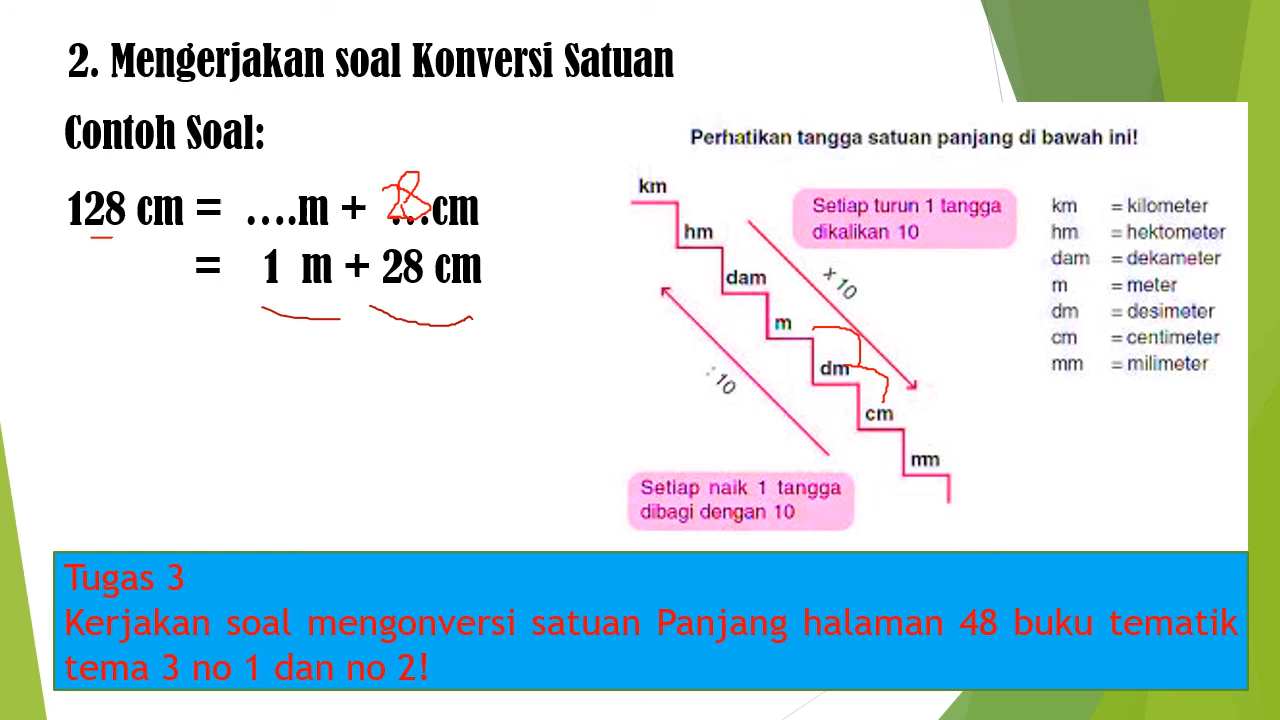 2. Mengerjakan soal Konversi Satuan
Contoh Soal:
128 cm = ....m + ...cm
= 1 m + 28 cm
Perhatikan tangga satuan panjang di bawah ini!
km
hm
dam
m
dm
cm
mm
Setiap turun 1 tangga
dikalikan 10
x 10
: 10
Setiap naik 1 tangga
dibagi dengan 10
km = kilometer
hm = hektometer
dam = dekameter
m = meter
dm = desimeter
cm = centimeter
mm = milimeter
Tugas 3
Kerjakan soal mengonversi satuan Panjang halaman 48 buku tematik
tema 3 no 1 dan no 2!